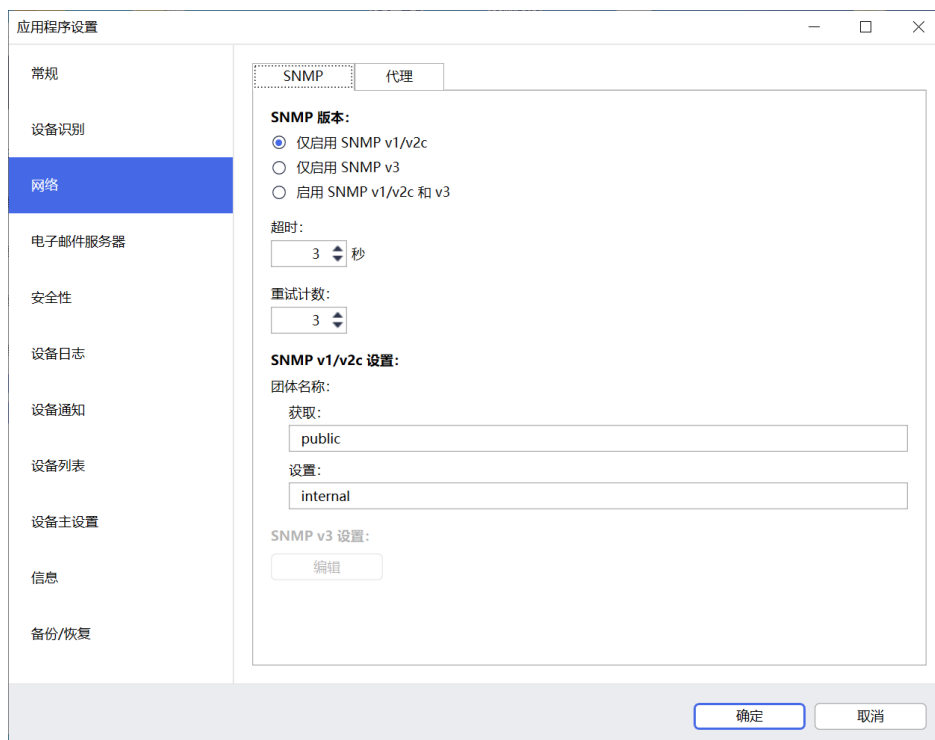 应用程序设置
常规
设备识别
网络
电子邮件服务器
安全性
设备日志
设备通知
设备列表
设备主设置
信息
备份/恢复
SNMP
代理
SNMP 版本:
仅启用 SNMP v1/v2c
仅启用 SNMP v3
启用 SNMP v1/v2c 和 v3
超时:
3 秒
重试计数:
3
SNMP v1/v2c 设置:
团体名称:
获取:
public
设置:
internal
SNMP v3 设置:
编辑
确定
取消